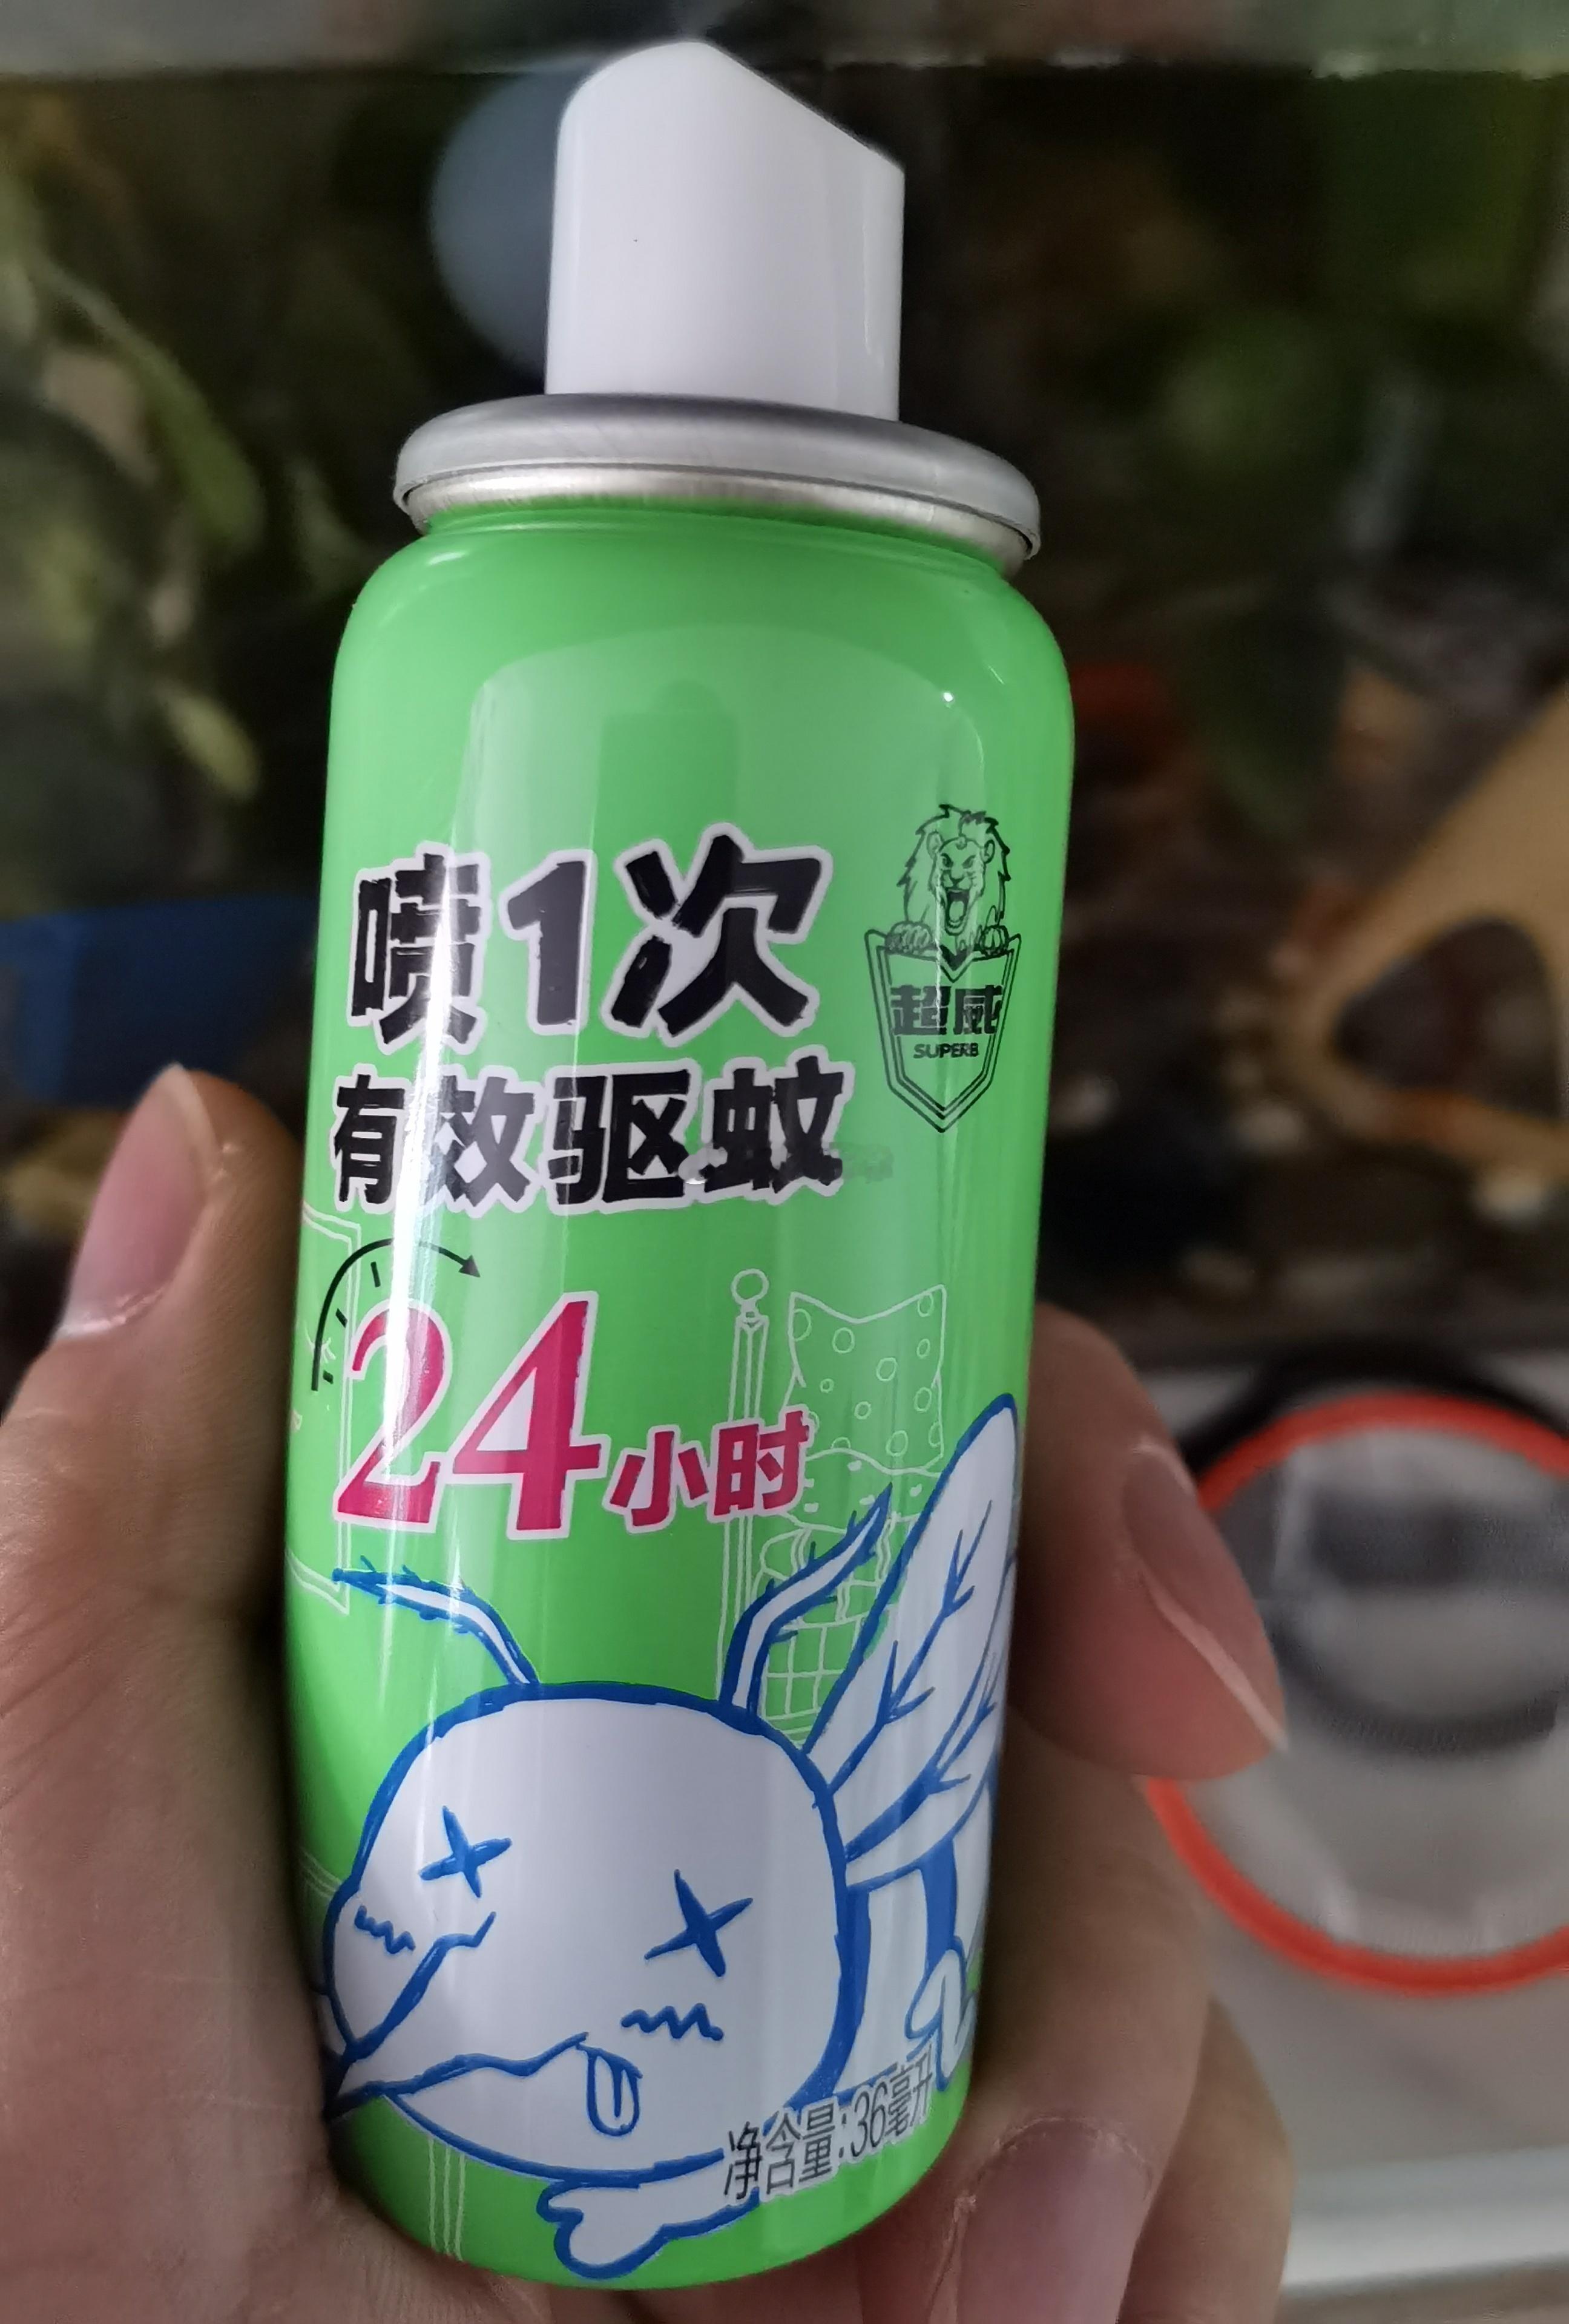 喷1次
有效驱蚊
24小时
超威
SUPERB
净含量:36毫升